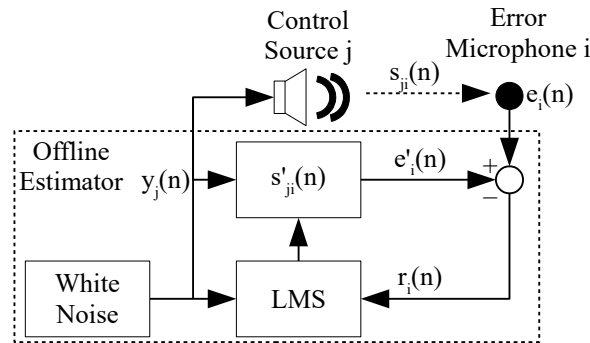 Control
Source j
Error
Microphone i
s_ji(n)
e_i(n)
Offline
Estimator
y_j(n)
s'_ji(n)
e'_i(n)
+
−
White
Noise
LMS
r_i(n)